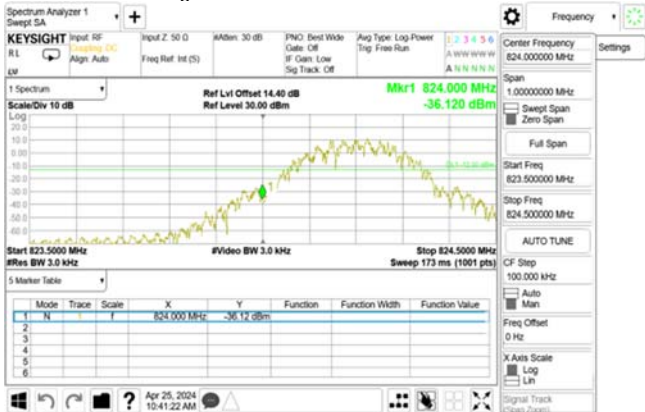 Spectrum Analyzer 1
Swept SA
Frequency
KEYSIGHT
Input: RF
Coupling: DC
Align: Auto
Input Z: 50 Ω
Freq Ref: Int (S)
#Atten: 30 dB
PNO: Best Wide
Gate: Off
IF Gain: Low
Sig Track: Off
Avg Type: Log-Power
Trig: Free Run
1 2 3 4 5 6
A W W W W W
A N N N N N
RL
Center Frequency
824.000000 MHz
Settings
Span
1.00000000 MHz
Swept Span
Zero Span
Full Span
Start Freq
823.500000 MHz
Stop Freq
824.500000 MHz
AUTO TUNE
CF Step
100.000 kHz
Auto
Man
Freq Offset
0 Hz
X Axis Scale
Log
Lin
Signal Track
(Span Zoom)
1 Spectrum
Scale/Div 10 dB
Ref Lvl Offset 14.40 dB
Ref Level 30.00 dBm
Mkr1 824.000 MHz
-36.120 dBm
Log
20.0
10.0
0.00
-10.0
-20.0
-30.0
-40.0
-50.0
-60.0
1
Start 823.5000 MHz
#Res BW 3.0 kHz
#Video BW 3.0 kHz
Stop 824.5000 MHz
Sweep 173 ms (1001 pts)
5 Marker Table
Mode Trace Scale X Y Function Function Width Function Value
1 N 1 f 824.000 MHz -36.12 dBm
2
3
4
5
6
Apr 25, 2024
10:41:22 AM